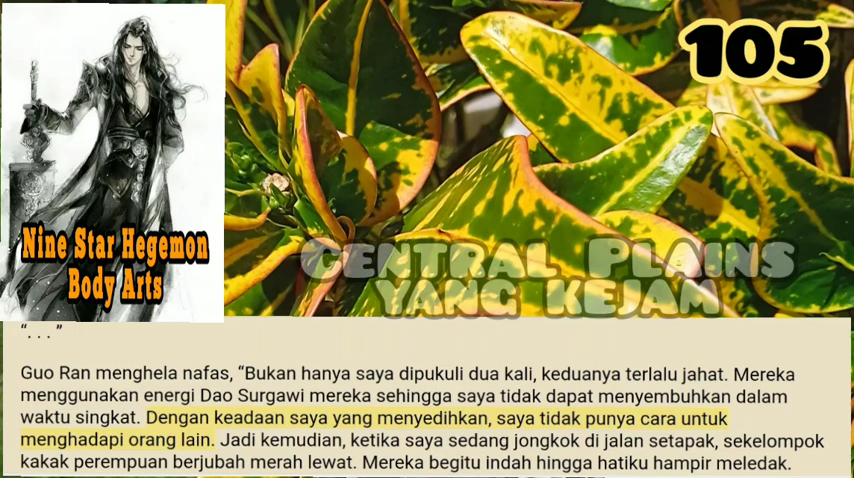 105
Nine Star Hegemon
Body Arts
Central Plains
Yang Kejam
“. . .”
Guo Ran menghela nafas, “Bukan hanya saya dipukuli dua kali, keduanya terlalu jahat. Mereka
menggunakan energi Dao Surgawi mereka sehingga saya tidak dapat menyembuhkan dalam
waktu singkat. Dengan keadaan saya yang menyedihkan, saya tidak punya cara untuk
menghadapi orang lain. Jadi kemudian, ketika saya sedang jongkok di jalan setapak, sekelompok
kakak perempuan berjubah merah lewat. Mereka begitu indah hingga hatiku hampir meledak.